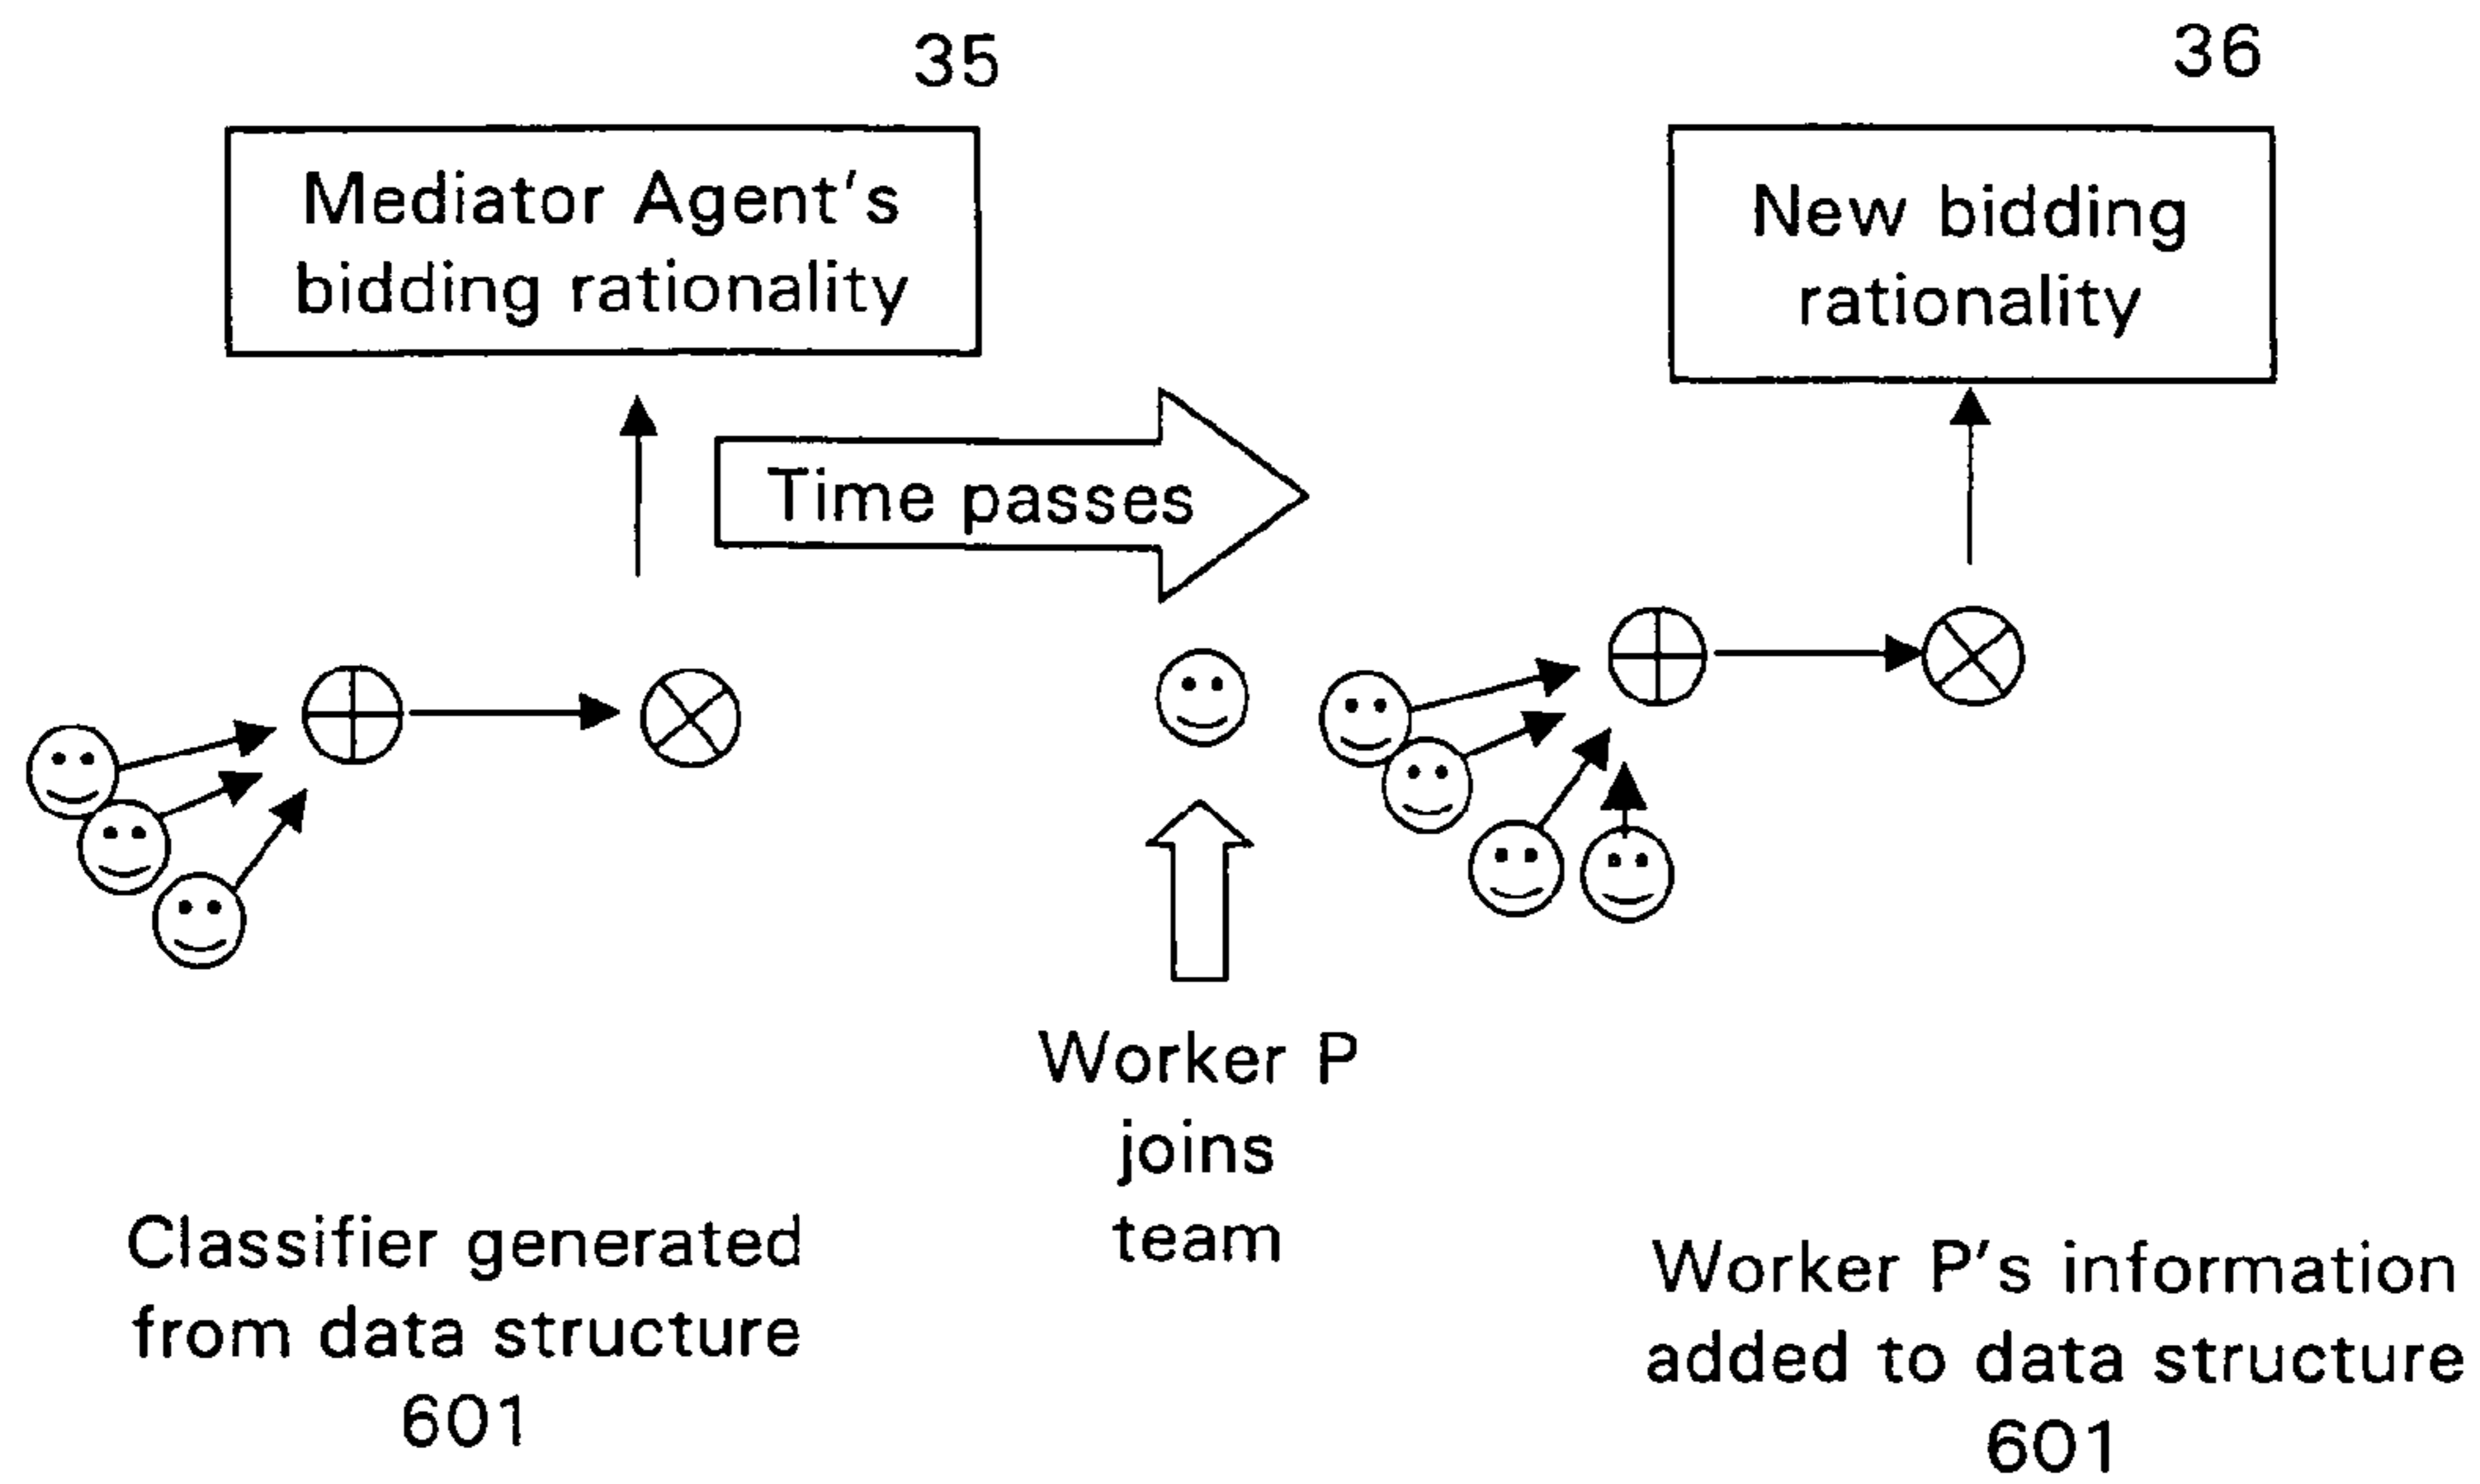 35
36
Mediator Agent's
bidding rationality
New bidding
rationality
Time passes
Worker P
joins
team
Classifier generated
from data structure
601
Worker P's information
added to data structure
601